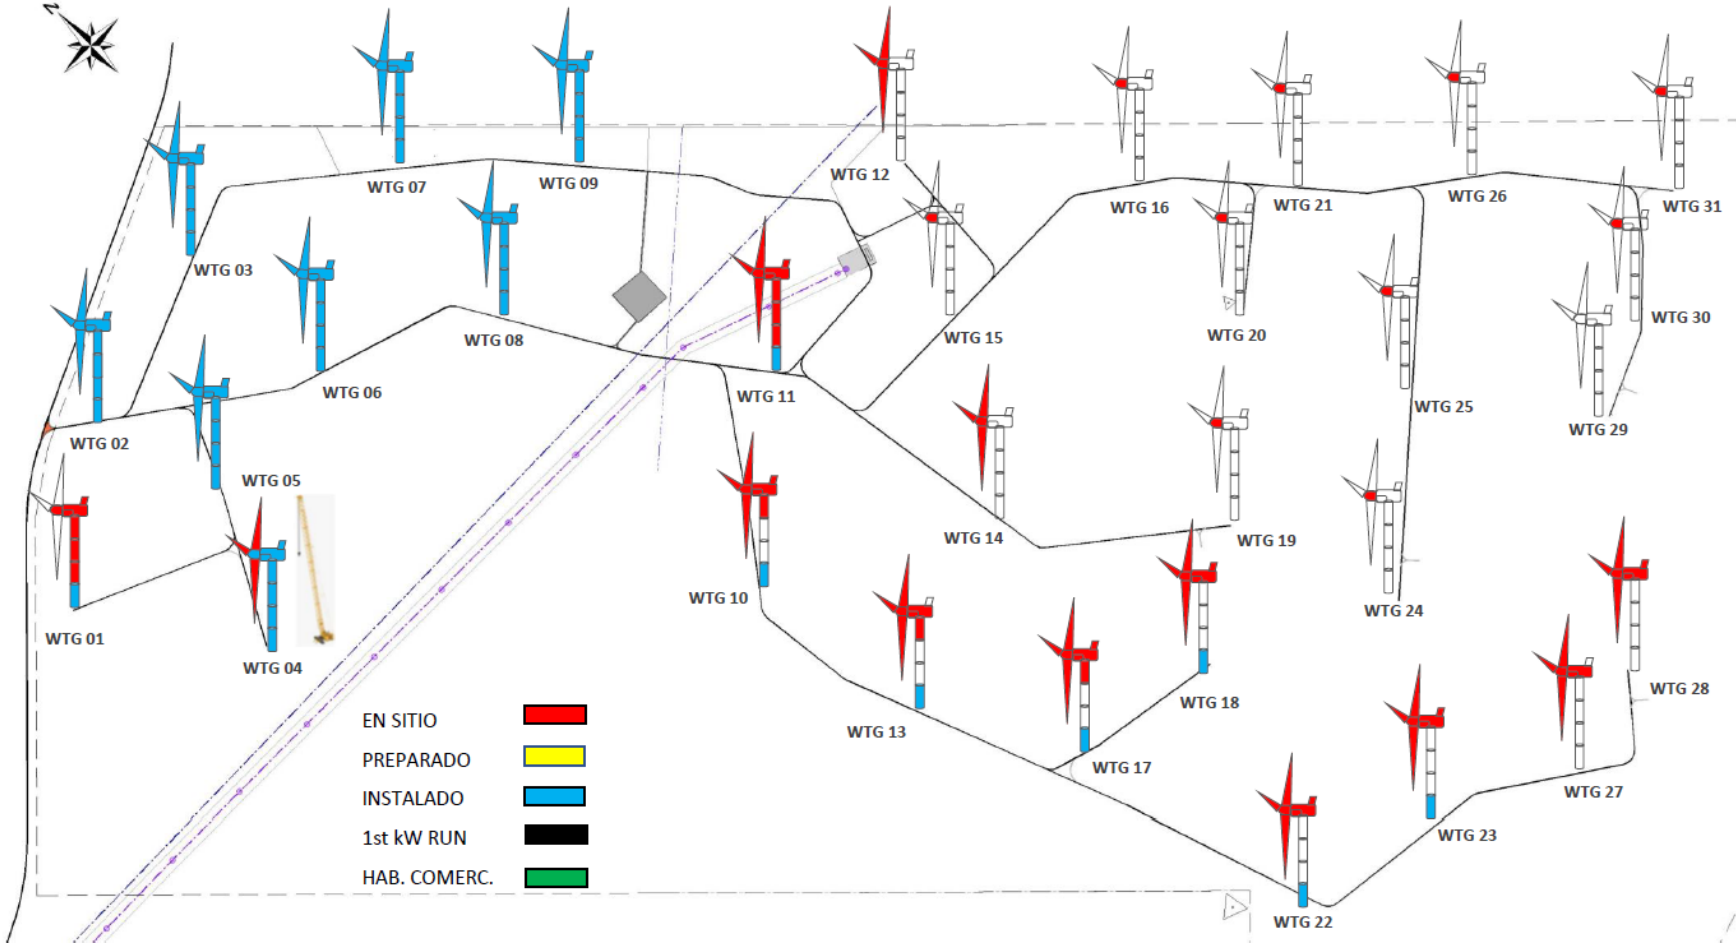 N
WTG 07
WTG 09
WTG 12
WTG 16
WTG 21
WTG 26
WTG 31
WTG 03
WTG 08
WTG 15
WTG 20
WTG 30
WTG 06
WTG 11
WTG 25
WTG 29
WTG 02
WTG 05
WTG 14
WTG 19
WTG 10
WTG 24
WTG 01
WTG 04
WTG 13
WTG 18
WTG 28
WTG 17
WTG 27
WTG 23
WTG 22
EN SITIO
PREPARADO
INSTALADO
1st kW RUN
HAB. COMERC.